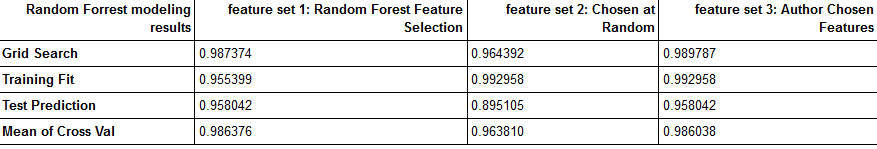 Random Forrest modeling results feature set 1: Random Forest Feature Selection feature set 2: Chosen at Random feature set 3: Author Chosen Features
Grid Search 0.987374 0.964392 0.989787
Training Fit 0.955399 0.992958 0.992958
Test Prediction 0.958042 0.895105 0.958042
Mean of Cross Val 0.986376 0.963810 0.986038